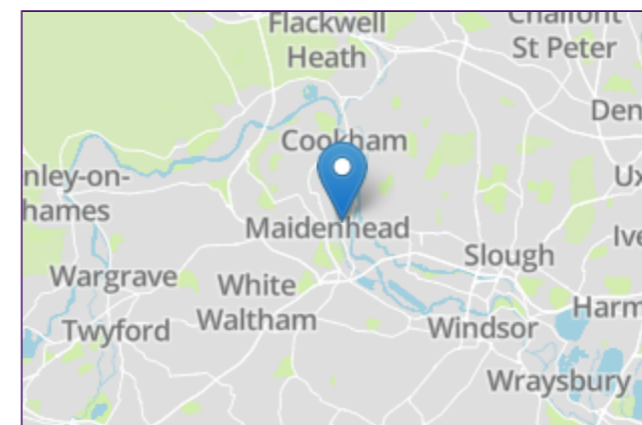 Flackwell
Heath
Chalfont
St Peter
Den
Cookham
nley-on-
hames
Ux
Maidenhead
Ive
Slough
Wargrave
White
Waltham
Harm
Twyford
Windsor
Wraysbury